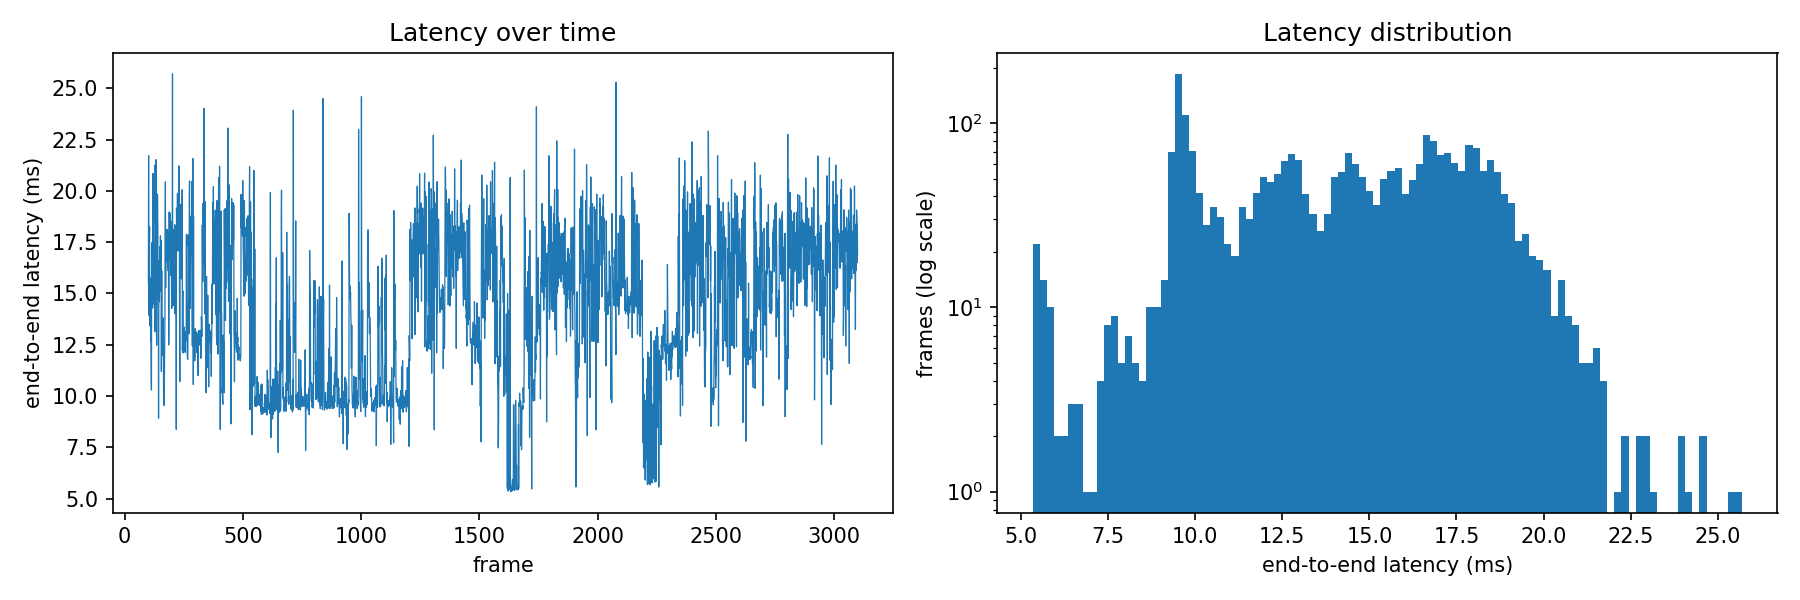 Latency over time
end-to-end latency (ms)
25.0
22.5
20.0
17.5
15.0
12.5
10.0
7.5
5.0
0 500 1000 1500 2000 2500 3000
frame
Latency distribution
frames (log scale)
10²
10¹
10⁰
5.0 7.5 10.0 12.5 15.0 17.5 20.0 22.5 25.0
end-to-end latency (ms)